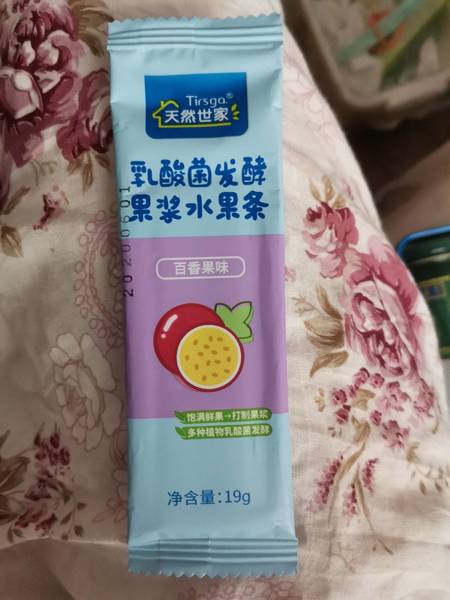 Tirsga®
天然世家
乳酸菌发酵
果浆水果条
20200601
百香果味
饱满鲜果→打制果浆
多种植物乳酸菌发酵
净含量:19g